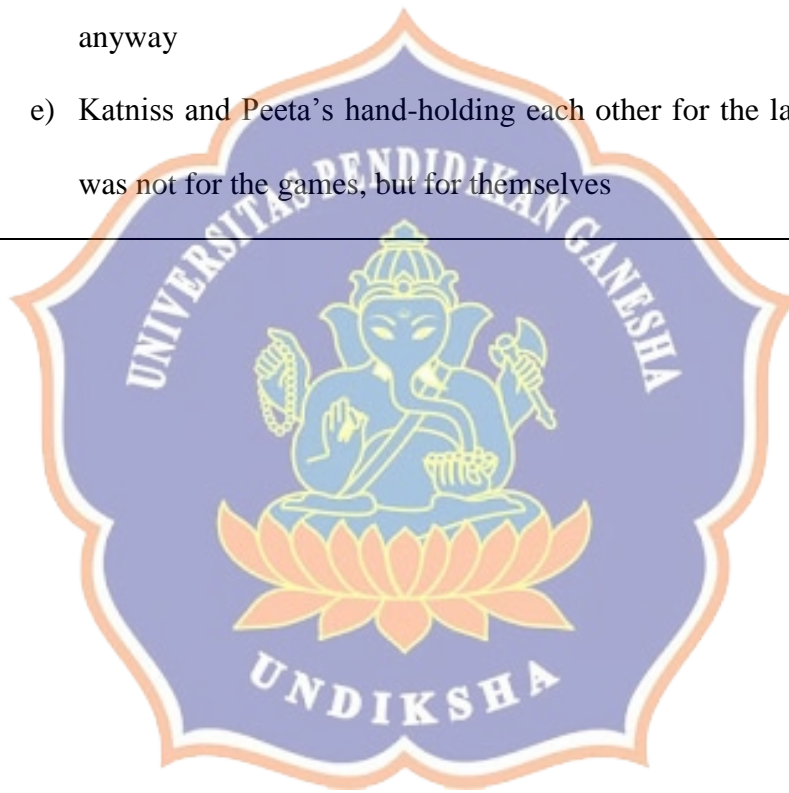 anyway
e) Katniss and Peeta's hand-holding each other for the la
was not for the games, but for themselves
UNIVERSITAS PENDIDIKAN GANESHA
UNDIKSHA